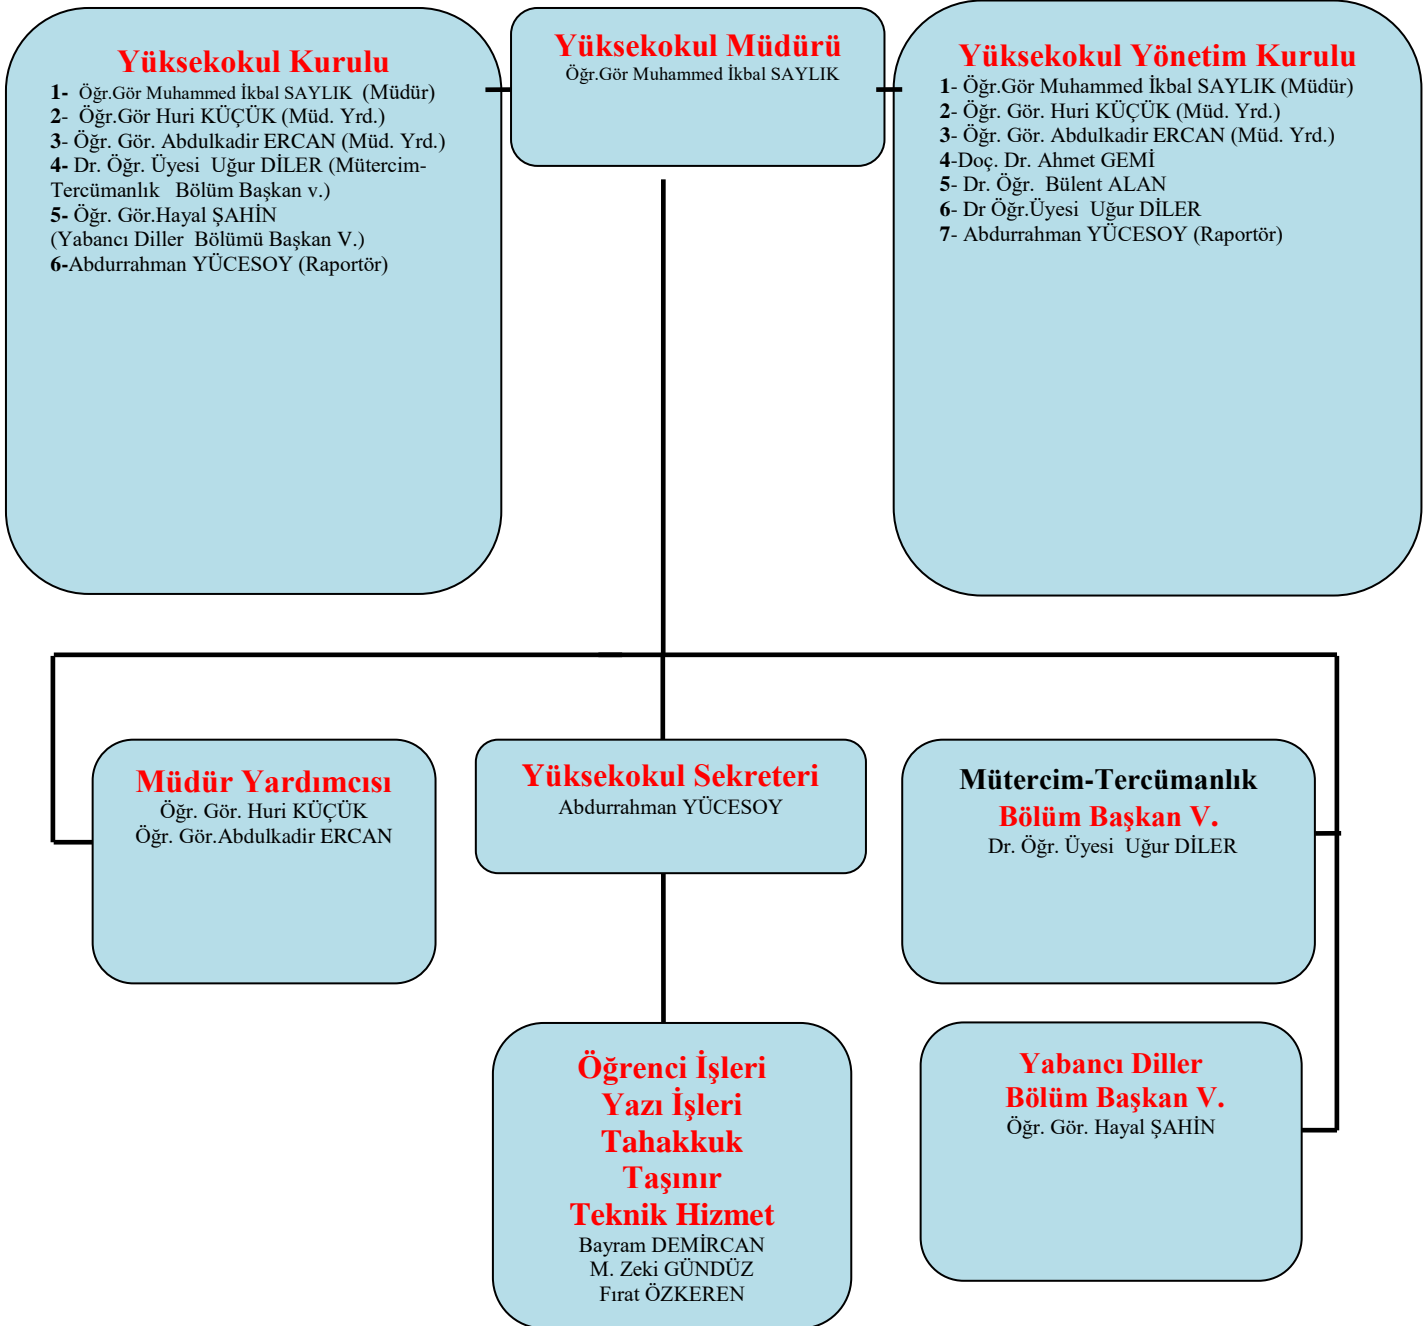 Yüksekokul Kurulu
1- Öğr.Gör Muhammed İkbal SAYLIK (Müdür)
2- Öğr.Gör Huri KÜÇÜK (Müd. Yrd.)
3- Öğr. Gör. Abdulkadir ERCAN (Müd. Yrd.)
4- Dr. Öğr. Üyesi Uğur DİLER (Mütercim-
Tercümanlık Bölüm Başkan v.)
5- Öğr. Gör.Hayal ŞAHİN
(Yabancı Diller Bölümü Başkan V.)
6-Abdurrahman YÜCESOY (Raportör)
Yüksekokul Müdürü
Öğr.Gör Muhammed İkbal SAYLIK
Yüksekokul Yönetim Kurulu
1- Öğr.Gör Muhammed İkbal SAYLIK (Müdür)
2- Öğr. Gör. Huri KÜÇÜK (Müd. Yrd.)
3- Öğr. Gör. Abdulkadir ERCAN (Müd. Yrd.)
4-Doç. Dr. Ahmet GEMİ
5- Dr. Öğr. Bülent ALAN
6- Dr Öğr.Üyesi Uğur DİLER
7- Abdurrahman YÜCESOY (Raportör)
Müdür Yardımcısı
Öğr. Gör. Huri KÜÇÜK
Öğr. Gör.Abdulkadir ERCAN
Yüksekokul Sekreteri
Abdurrahman YÜCESOY
Mütercim-Tercümanlık
Bölüm Başkan V.
Dr. Öğr. Üyesi Uğur DİLER
Öğrenci İşleri
Yazı İşleri
Tahakkuk
Taşınır
Teknik Hizmet
Bayram DEMİRCAN
M. Zeki GÜNDÜZ
Fırat ÖZKEREN
Yabancı Diller
Bölüm Başkan V.
Öğr. Gör. Hayal ŞAHİN